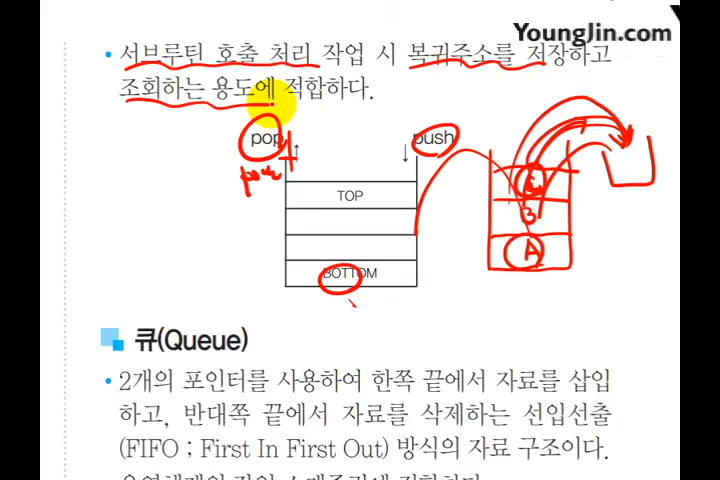 YoungJin.com
• 서브루틴 호출 처리 작업 시 복귀주소를 저장하고
조회하는 용도에 적합하다.
pop
push
TOP
BOTTOM
B
A
큐(Queue)
• 2개의 포인터를 사용하여 한쪽 끝에서 자료를 삽입
하고, 반대쪽 끝에서 자료를 삭제하는 선입선출
(FIFO ; First In First Out) 방식의 자료 구조이다.